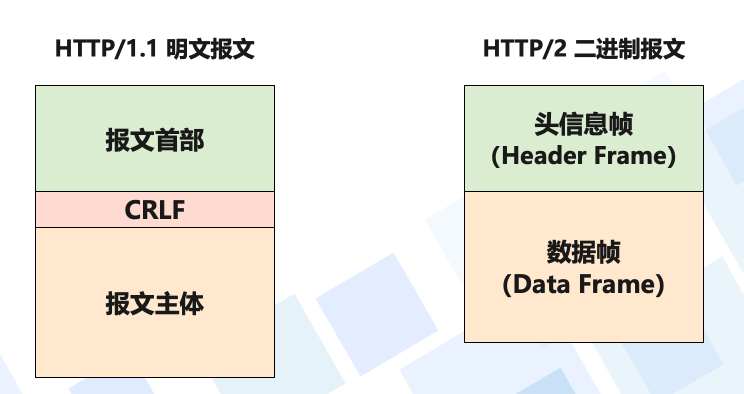 HTTP/1.1 明文报文
报文首部
CRLF
报文主体
HTTP/2 二进制报文
头信息帧
(Header Frame)
数据帧
(Data Frame)